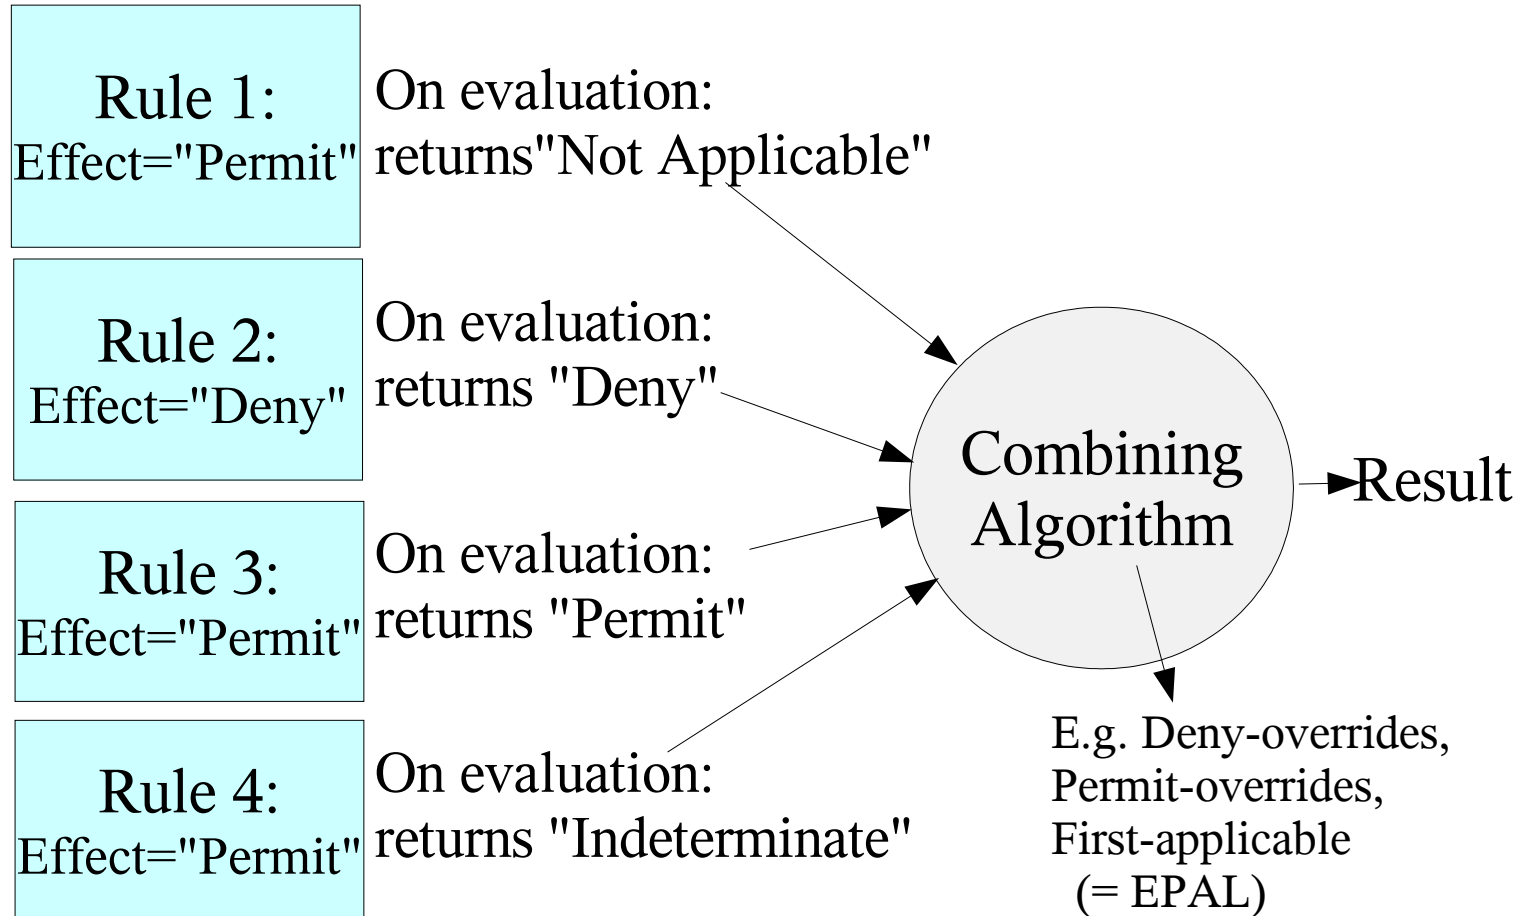 Rule 1:
Effect="Permit"
On evaluation:
returns"Not Applicable"
Rule 2:
Effect="Deny"
On evaluation:
returns "Deny"
Rule 3:
Effect="Permit"
On evaluation:
returns "Permit"
Rule 4:
Effect="Permit"
On evaluation:
returns "Indeterminate"
Combining
Algorithm
Result
E.g. Deny-overrides,
Permit-overrides,
First-applicable
(= EPAL)